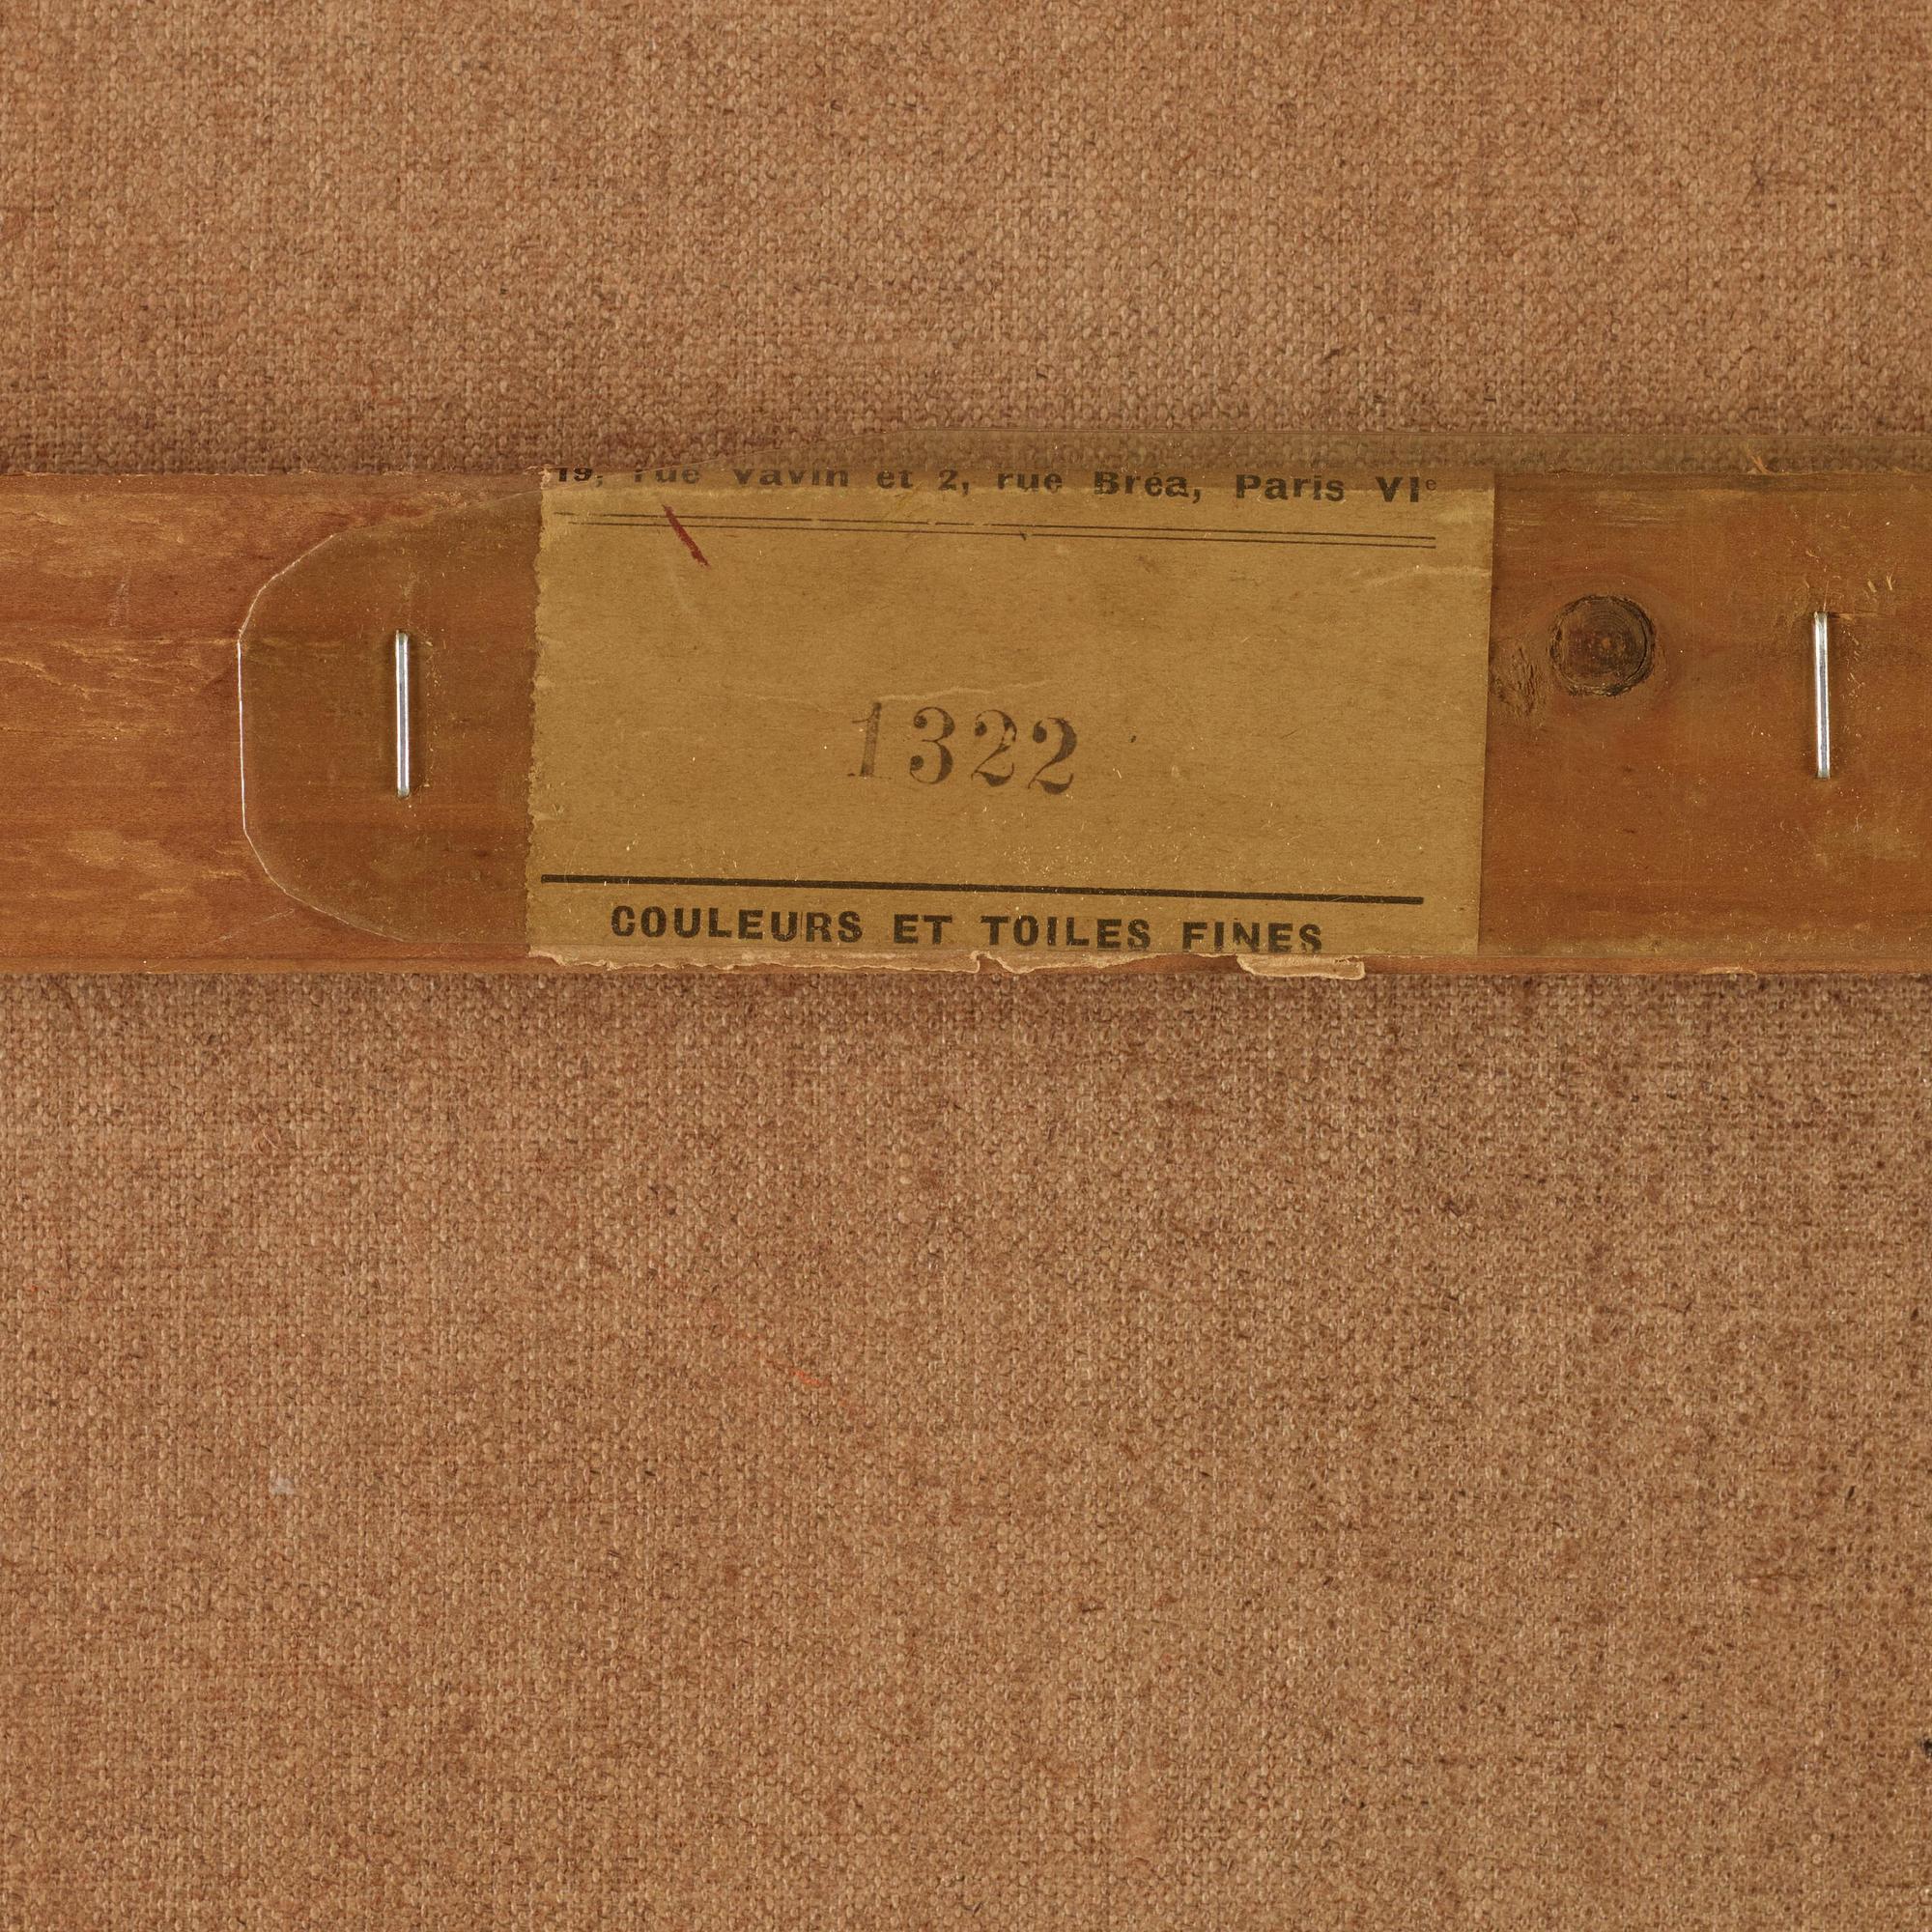 19, rue Vavin et 2, rue Bréa, Paris VIe
1322
COULEURS ET TOILES FINES